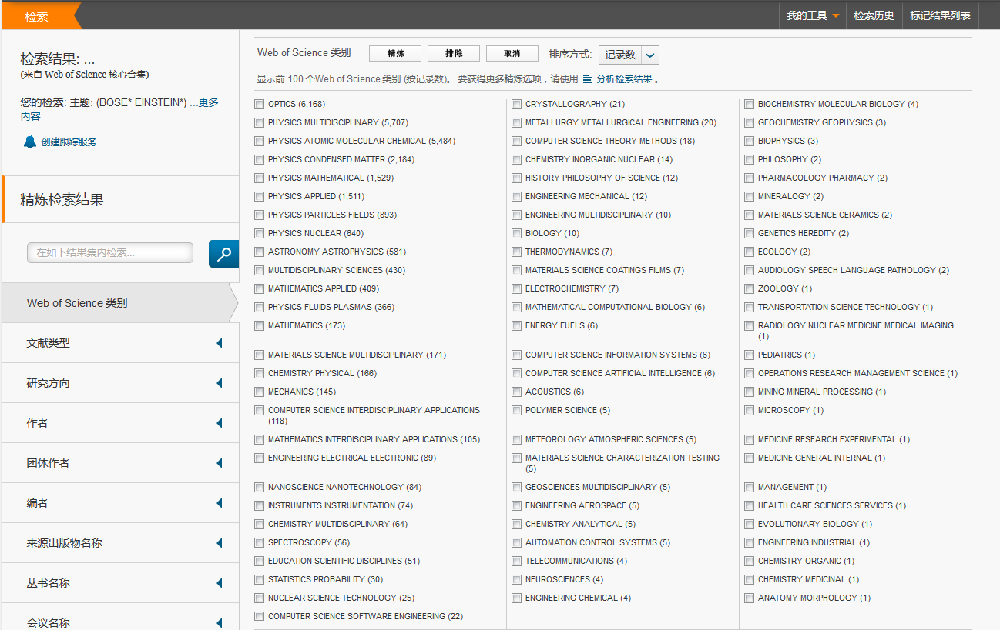 检索
我的工具
检索历史
标记结果列表
检索结果: ...
(来自 Web of Science 核心合集)
您的检索: 主题: (BOSE* EINSTEIN*) ...更多
内容
创建跟踪服务
精炼检索结果
在如下结果集内检索...
Web of Science 类别
文献类型
研究方向
作者
团体作者
编者
来源出版物名称
丛书名称
会议名称
Web of Science 类别
精炼
排除
取消
排序方式:
记录数
显示前 100 个Web of Science 类别 (按记录数)。 要获得更多精炼选项，请使用 分析检索结果 。
OPTICS (6,168)
PHYSICS MULTIDISCIPLINARY (5,707)
PHYSICS ATOMIC MOLECULAR CHEMICAL (5,484)
PHYSICS CONDENSED MATTER (2,184)
PHYSICS MATHEMATICAL (1,529)
PHYSICS APPLIED (1,511)
PHYSICS PARTICLES FIELDS (893)
PHYSICS NUCLEAR (640)
ASTRONOMY ASTROPHYSICS (581)
MULTIDISCIPLINARY SCIENCES (430)
MATHEMATICS APPLIED (409)
PHYSICS FLUIDS PLASMAS (366)
MATHEMATICS (173)
MATERIALS SCIENCE MULTIDISCIPLINARY (171)
CHEMISTRY PHYSICAL (166)
MECHANICS (145)
COMPUTER SCIENCE INTERDISCIPLINARY APPLICATIONS
(118)
MATHEMATICS INTERDISCIPLINARY APPLICATIONS (105)
ENGINEERING ELECTRICAL ELECTRONIC (89)
NANOSCIENCE NANOTECHNOLOGY (84)
INSTRUMENTS INSTRUMENTATION (74)
CHEMISTRY MULTIDISCIPLINARY (64)
SPECTROSCOPY (56)
EDUCATION SCIENTIFIC DISCIPLINES (51)
STATISTICS PROBABILITY (30)
NUCLEAR SCIENCE TECHNOLOGY (25)
COMPUTER SCIENCE SOFTWARE ENGINEERING (22)
CRYSTALLOGRAPHY (21)
METALLURGY METALLURGICAL ENGINEERING (20)
COMPUTER SCIENCE THEORY METHODS (18)
CHEMISTRY INORGANIC NUCLEAR (14)
HISTORY PHILOSOPHY OF SCIENCE (12)
ENGINEERING MECHANICAL (12)
ENGINEERING MULTIDISCIPLINARY (10)
BIOLOGY (10)
THERMODYNAMICS (7)
MATERIALS SCIENCE COATINGS FILMS (7)
ELECTROCHEMISTRY (7)
MATHEMATICAL COMPUTATIONAL BIOLOGY (6)
ENERGY FUELS (6)
COMPUTER SCIENCE INFORMATION SYSTEMS (6)
COMPUTER SCIENCE ARTIFICIAL INTELLIGENCE (6)
ACOUSTICS (6)
POLYMER SCIENCE (5)
METEOROLOGY ATMOSPHERIC SCIENCES (5)
MATERIALS SCIENCE CHARACTERIZATION TESTING
(5)
GEOSCIENCES MULTIDISCIPLINARY (5)
ENGINEERING AEROSPACE (5)
CHEMISTRY ANALYTICAL (5)
AUTOMATION CONTROL SYSTEMS (5)
TELECOMMUNICATIONS (4)
NEUROSCIENCES (4)
ENGINEERING CHEMICAL (4)
BIOCHEMISTRY MOLECULAR BIOLOGY (4)
GEOCHEMISTRY GEOPHYSICS (3)
BIOPHYSICS (3)
PHILOSOPHY (2)
PHARMACOLOGY PHARMACY (2)
MINERALOGY (2)
MATERIALS SCIENCE CERAMICS (2)
GENETICS HEREDITY (2)
ECOLOGY (2)
AUDIOLOGY SPEECH LANGUAGE PATHOLOGY (2)
ZOOLOGY (1)
TRANSPORTATION SCIENCE TECHNOLOGY (1)
RADIOLOGY NUCLEAR MEDICINE MEDICAL IMAGING
(1)
PEDIATRICS (1)
OPERATIONS RESEARCH MANAGEMENT SCIENCE (1)
MINING MINERAL PROCESSING (1)
MICROSCOPY (1)
MEDICINE RESEARCH EXPERIMENTAL (1)
MEDICINE GENERAL INTERNAL (1)
MANAGEMENT (1)
HEALTH CARE SCIENCES SERVICES (1)
EVOLUTIONARY BIOLOGY (1)
ENGINEERING INDUSTRIAL (1)
CHEMISTRY ORGANIC (1)
CHEMISTRY MEDICINAL (1)
ANATOMY MORPHOLOGY (1)